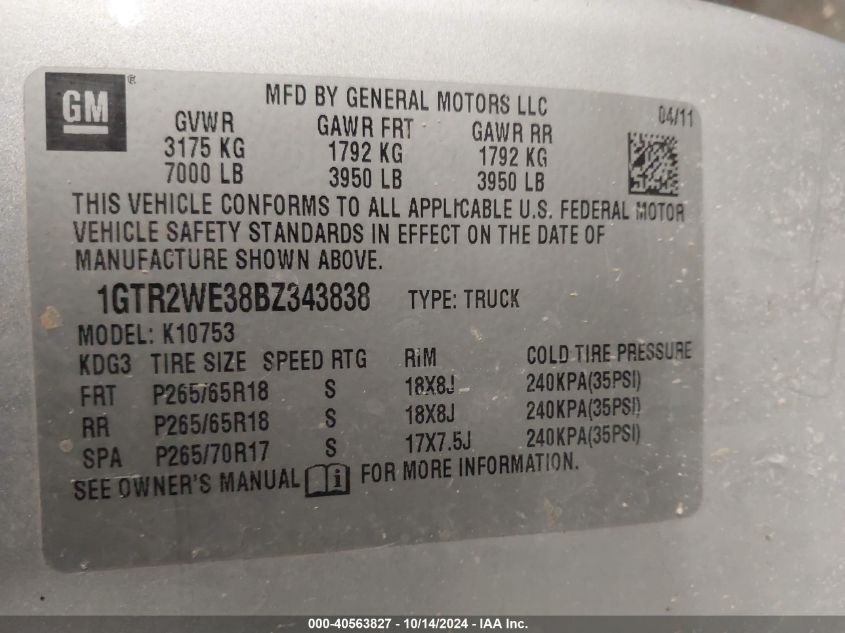 GM®
MFD BY GENERAL MOTORS LLC
04/11
GVWR GAWR FRT GAWR RR
3175 KG 1792 KG 1792 KG
7000 LB 3950 LB 3950 LB
THIS VEHICLE CONFORMS TO ALL APPLICABLE U.S. FEDERAL MOTOR
VEHICLE SAFETY STANDARDS IN EFFECT ON THE DATE OF
MANUFACTURE SHOWN ABOVE.
1GTR2WE38BZ343838 TYPE: TRUCK
MODEL: K10753
KDG3 TIRE SIZE SPEED RTG RIM COLD TIRE PRESSURE
FRT P265/65R18 S 18X8J 240KPA(35PSI)
RR P265/65R18 S 18X8J 240KPA(35PSI)
SPA P265/70R17 S 17X7.5J 240KPA(35PSI)
SEE OWNER'S MANUAL FOR MORE INFORMATION.
000-40563827 - 10/14/2024 - IAA Inc.